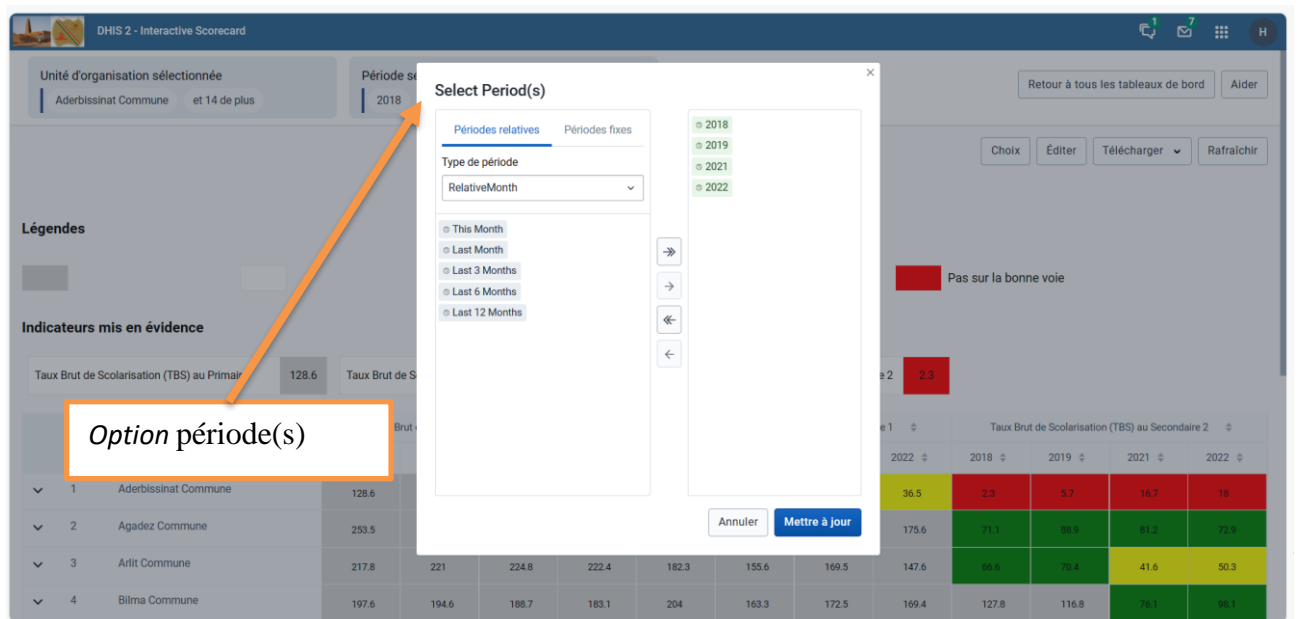 DHIS 2 - Interactive Scorecard
1
7
H
Unité d'organisation sélectionnée
Aderbissinat Commune
et 14 de plus
Période se
2018
Retour à tous les tableaux de bord
Aider
Select Period(s)
×
Périodes relatives
Périodes fixes
Type de période
RelativeMonth
This Month
Last Month
Last 3 Months
Last 6 Months
Last 12 Months
2018
2019
2021
2022
Annuler
Mettre à jour
Choix
Éditer
Télécharger
Rafraîchir
Légendes
Pas sur la bonne voie
Indicateurs mis en évidence
Taux Brut de Scolarisation (TBS) au Primair
128.6
Taux Brut de S
e 2
2.3
Option période(s)
Brut
e 1
Taux Brut de Scolarisation (TBS) au Secondaire 2
2022 2018 2019 2021 2022
1 Aderbissinat Commune 128.6 36.5 2.3 5.7 16.7 18
2 Agadez Commune 253.5 175.6 71.1 88.9 81.2 72.9
3 Arlit Commune 217.8 221 224.8 222.4 182.3 155.6 169.5 147.6 66.6 70.4 41.6 50.3
4 Bilma Commune 197.6 194.6 188.7 183.1 204 163.3 172.5 169.4 127.8 116.8 76.1 98.1